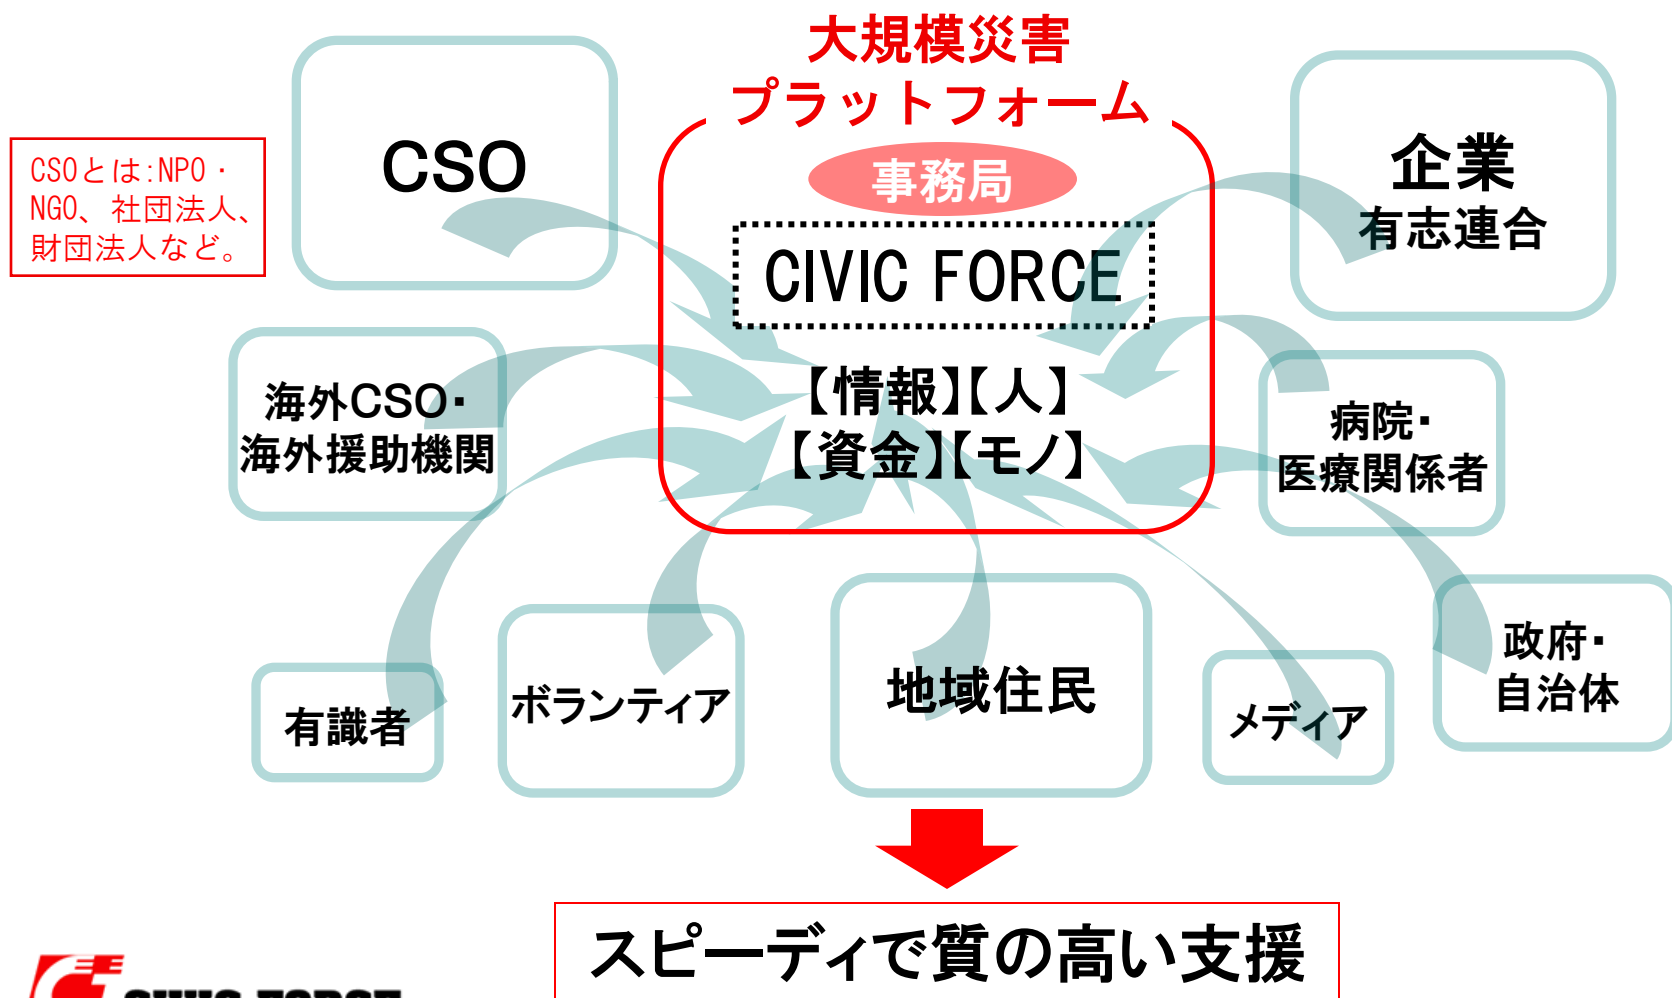 大規模災害
プラットフォーム
事務局
CIVIC FORCE
【情報】【人】
【資金】【モノ】
CSO
CSOとは:NPO・
NGO、社団法人、
財団法人など。
企業
有志連合
海外CSO・
海外援助機関
病院・
医療関係者
有識者
ボランティア
地域住民
メディア
政府・
自治体
スピーディで質の高い支援
CIVIC FORCE